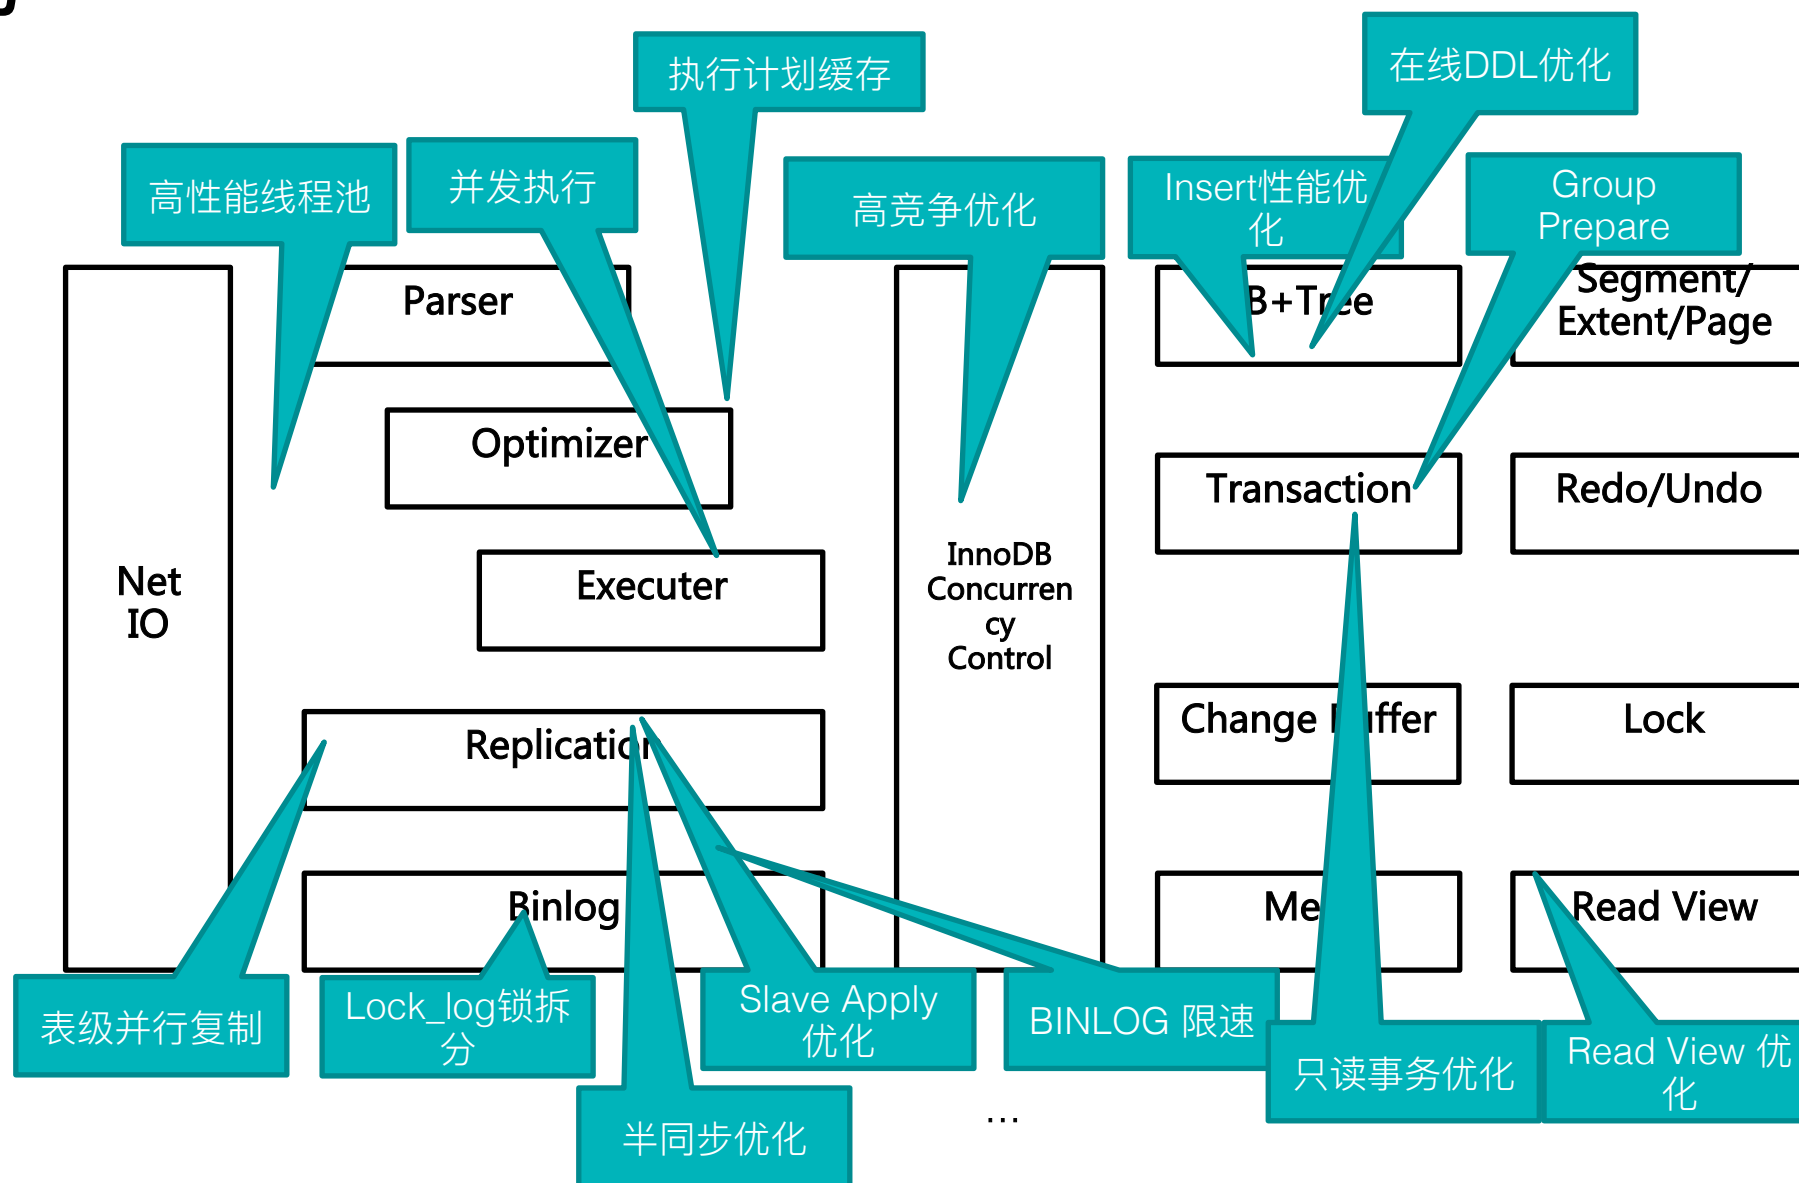 执行计划缓存
在线DDL优化
高性能线程池
并发执行
高竞争优化
Insert性能优
化
Group
Prepare
Parser
B+Tree
Segment/
Extent/Page
Optimizer
Transaction
Redo/Undo
Net
IO
Executer
InnoDB
Concurren
cy
Control
Replication
Change Buffer
Lock
Binlog
Read View
表级并行复制
Lock_log锁拆
分
Slave Apply
优化
BINLOG 限速
只读事务优化
Read View 优
化
半同步优化
…